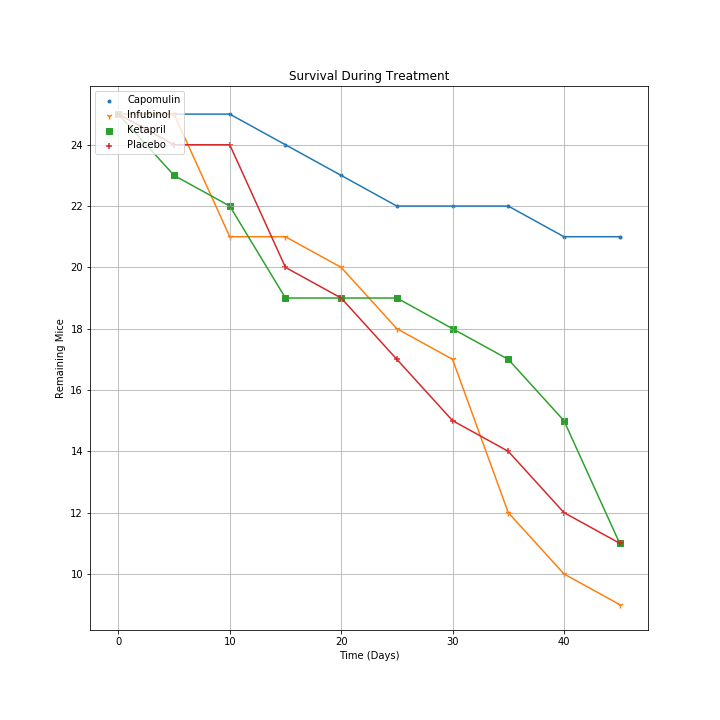 Survival During Treatment
Capomulin
Infubinol
Ketapril
Placebo
Remaining Mice
24
22
20
18
16
14
12
10
0 10 20 30 40
Time (Days)